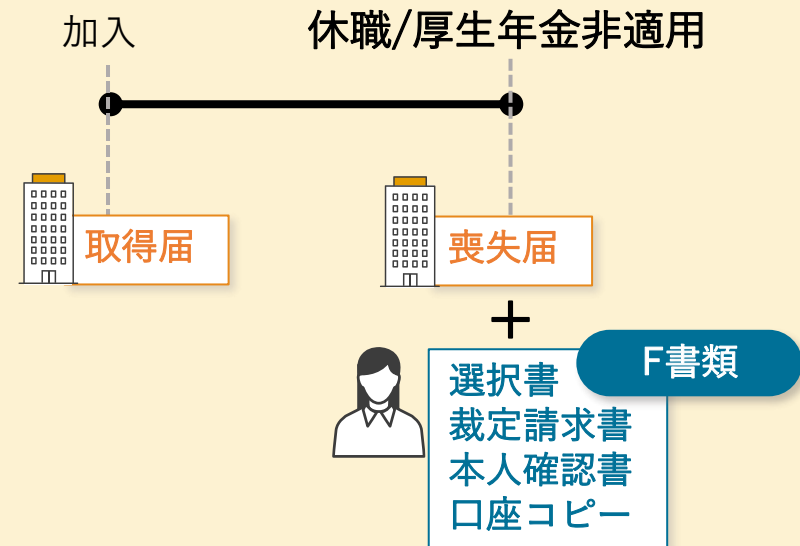 加入
休職/厚生年金非適用
取得届
喪失届
+
F書類
選択書
裁定請求書
本人確認書
口座コピー